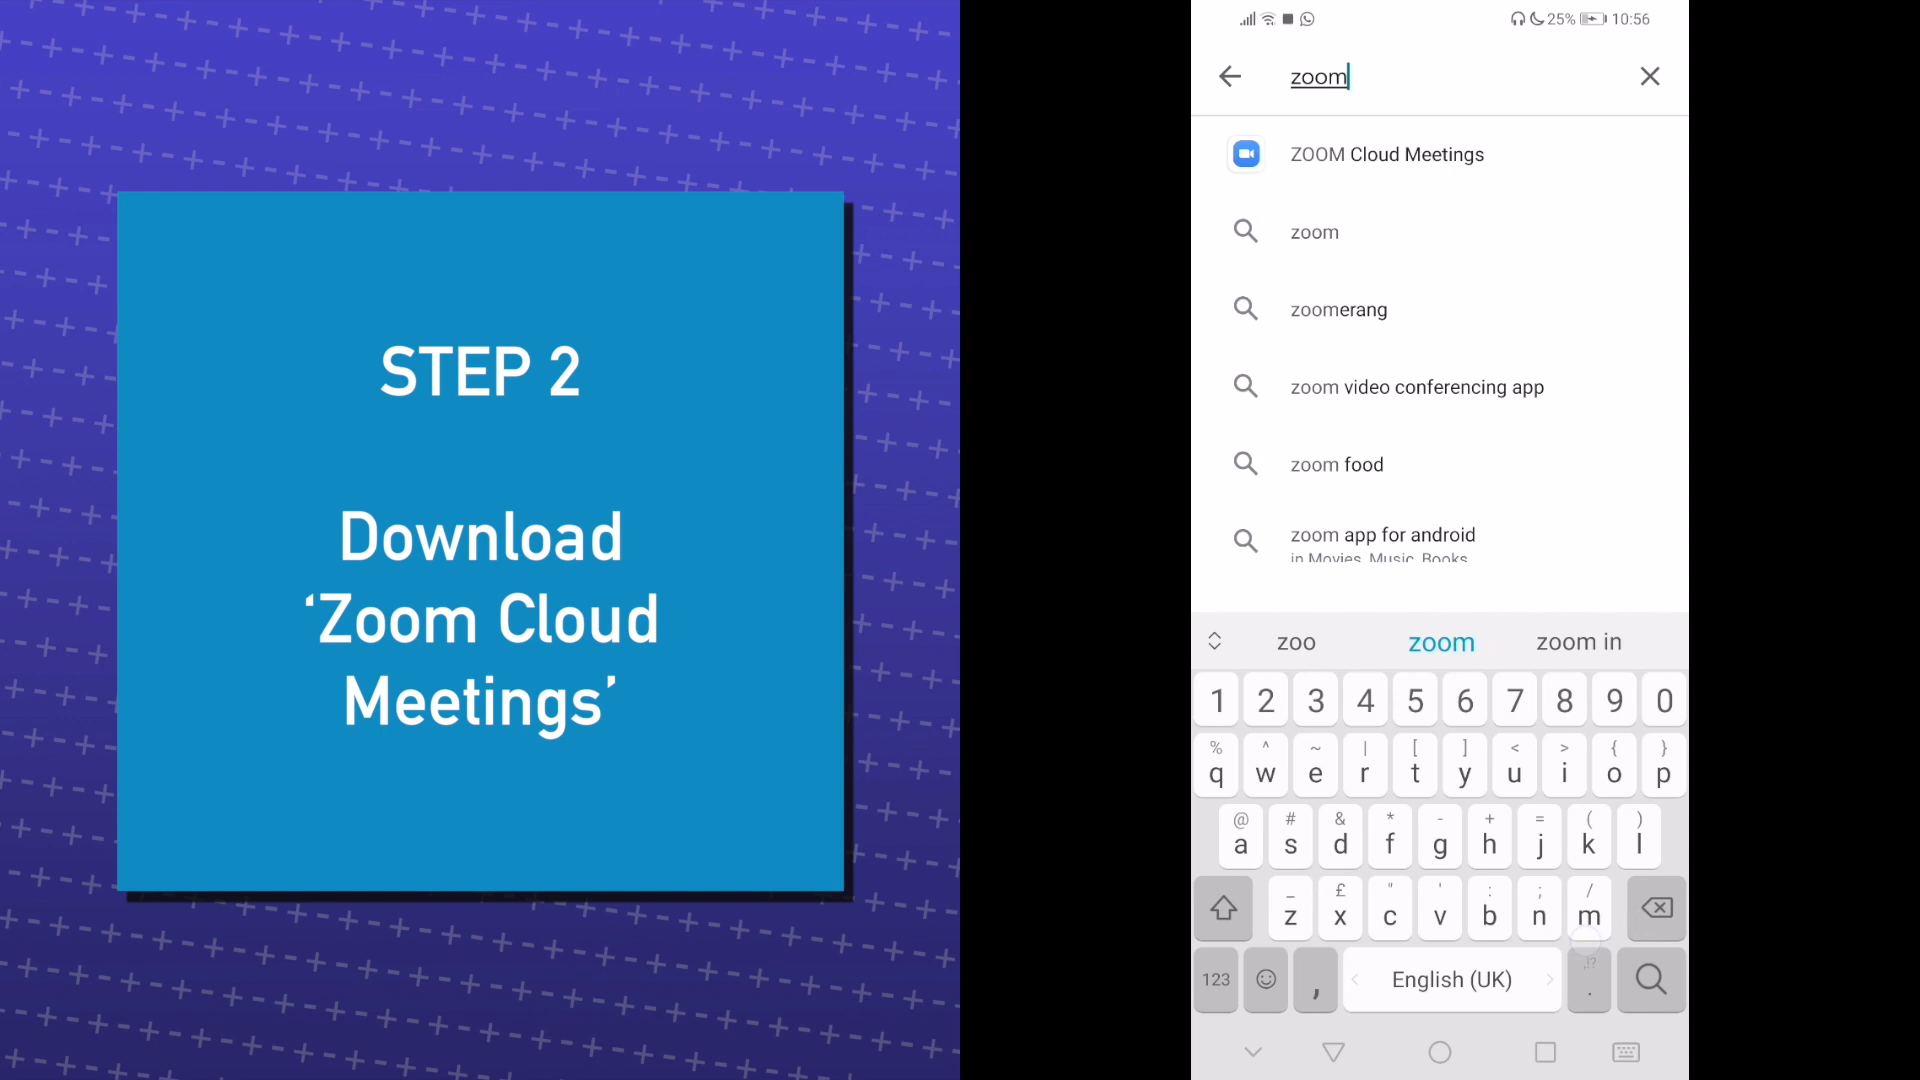 STEP 2
Download
‘Zoom Cloud
Meetings’
25% 10:56
zoom
ZOOM Cloud Meetings
zoom
zoomerang
zoom video conferencing app
zoom food
zoom app for android
in Movies, Music, Books
zoo zoom zoom in
1 2 3 4 5 6 7 8 9 0
% ^ ~ | [ ] < > { }
q w e r t y u i o p
@ # & * - + = ( )
a s d f g h j k l
_ £ " ' : ; /
z x c v b n m
,!?
123 , English (UK) .